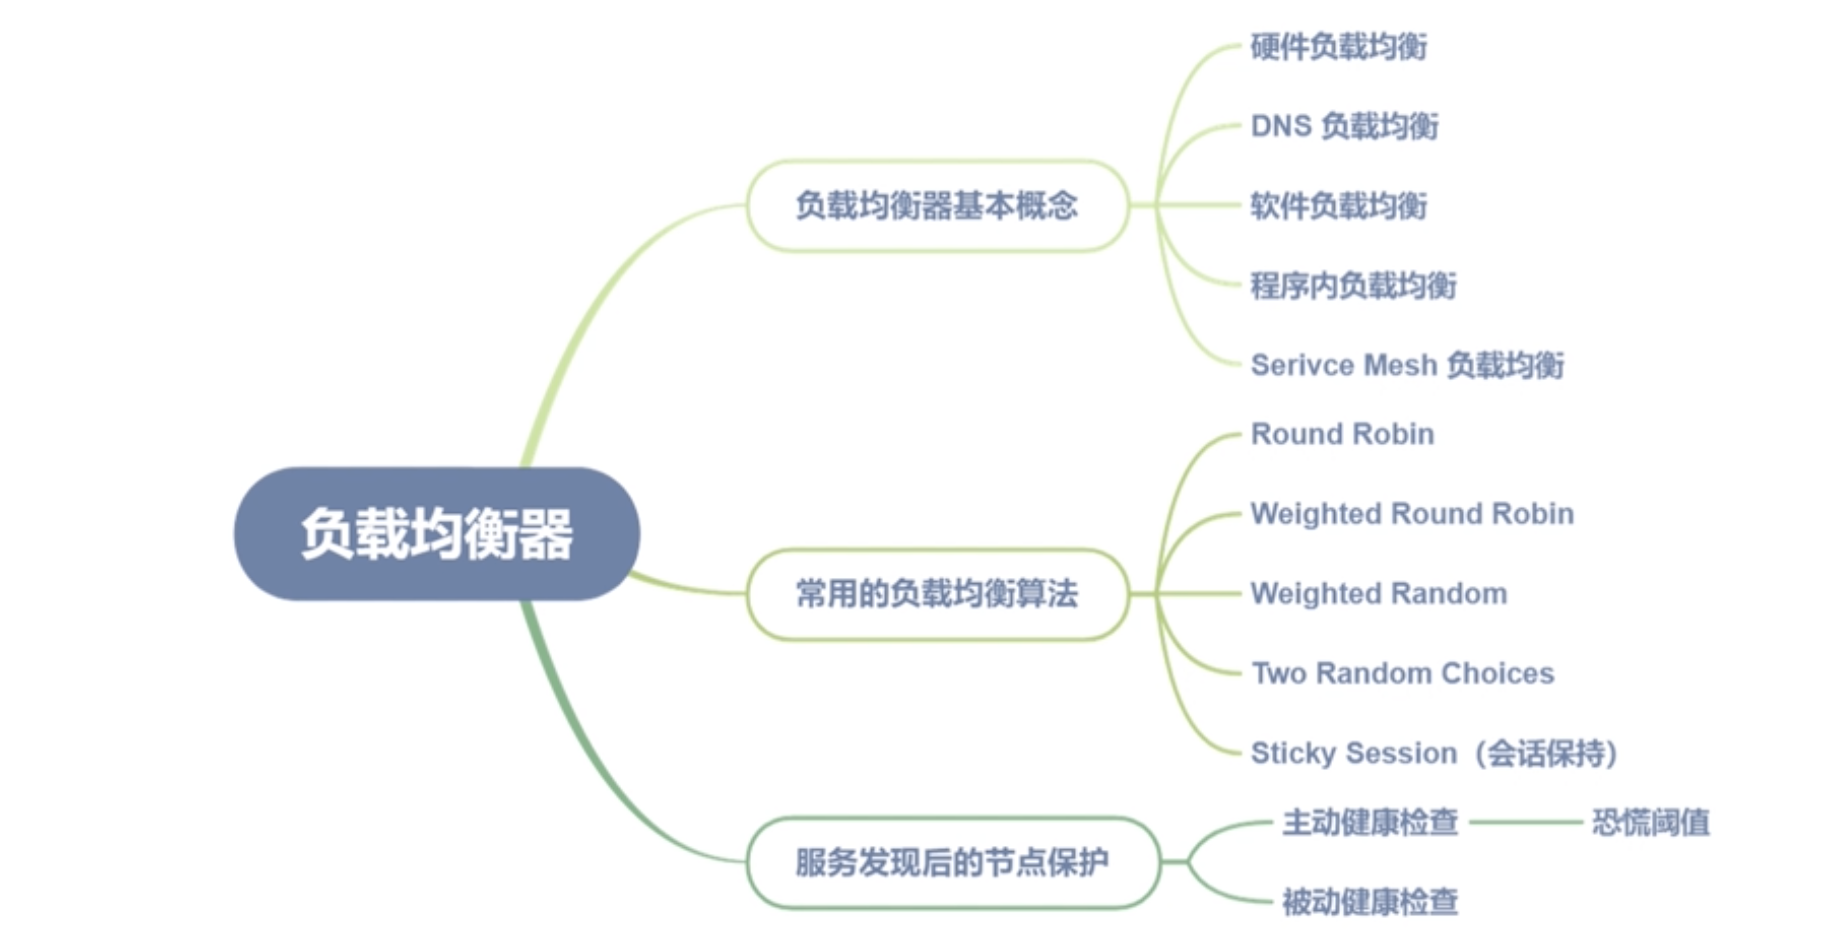 负载均衡器
负载均衡器基本概念
硬件负载均衡
DNS 负载均衡
软件负载均衡
程序内负载均衡
Serivce Mesh 负载均衡
常用的负载均衡算法
Round Robin
Weighted Round Robin
Weighted Random
Two Random Choices
Sticky Session（会话保持）
服务发现后的节点保护
主动健康检查
恐慌阈值
被动健康检查